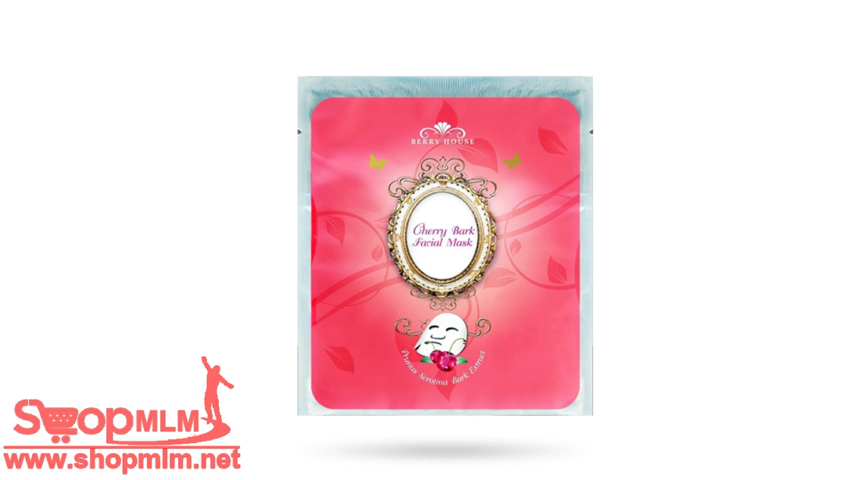 BERRY HOUSE
Cherry Bark
Facial Mask
Prunus Serotina Bark Extract
ShopMLM
www.shopmlm.net